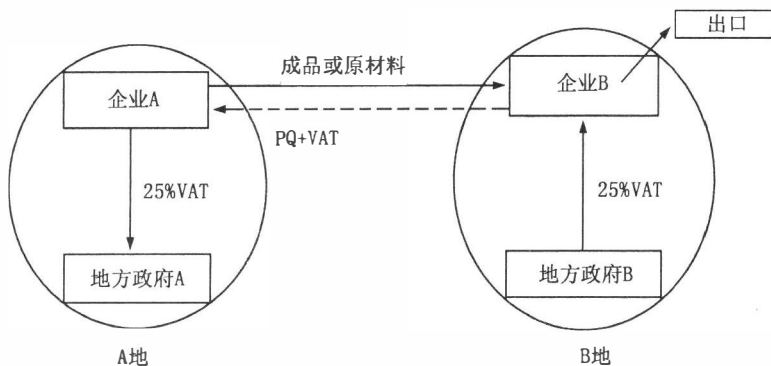 出口
成品或原材料
企业A
企业B
PQ+VAT
25%VAT
25%VAT
地方政府A
地方政府B
A地
B地